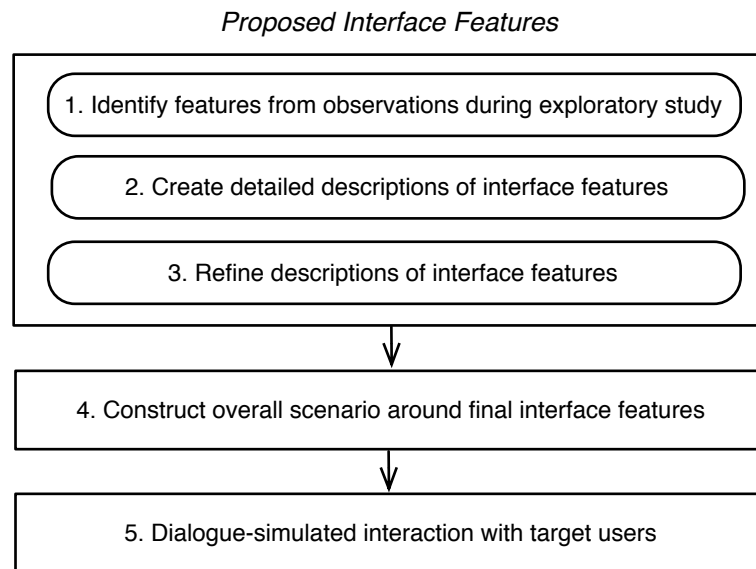 Proposed Interface Features
1. Identify features from observations during exploratory study
2. Create detailed descriptions of interface features
3. Refine descriptions of interface features
4. Construct overall scenario around final interface features
5. Dialogue-simulated interaction with target users